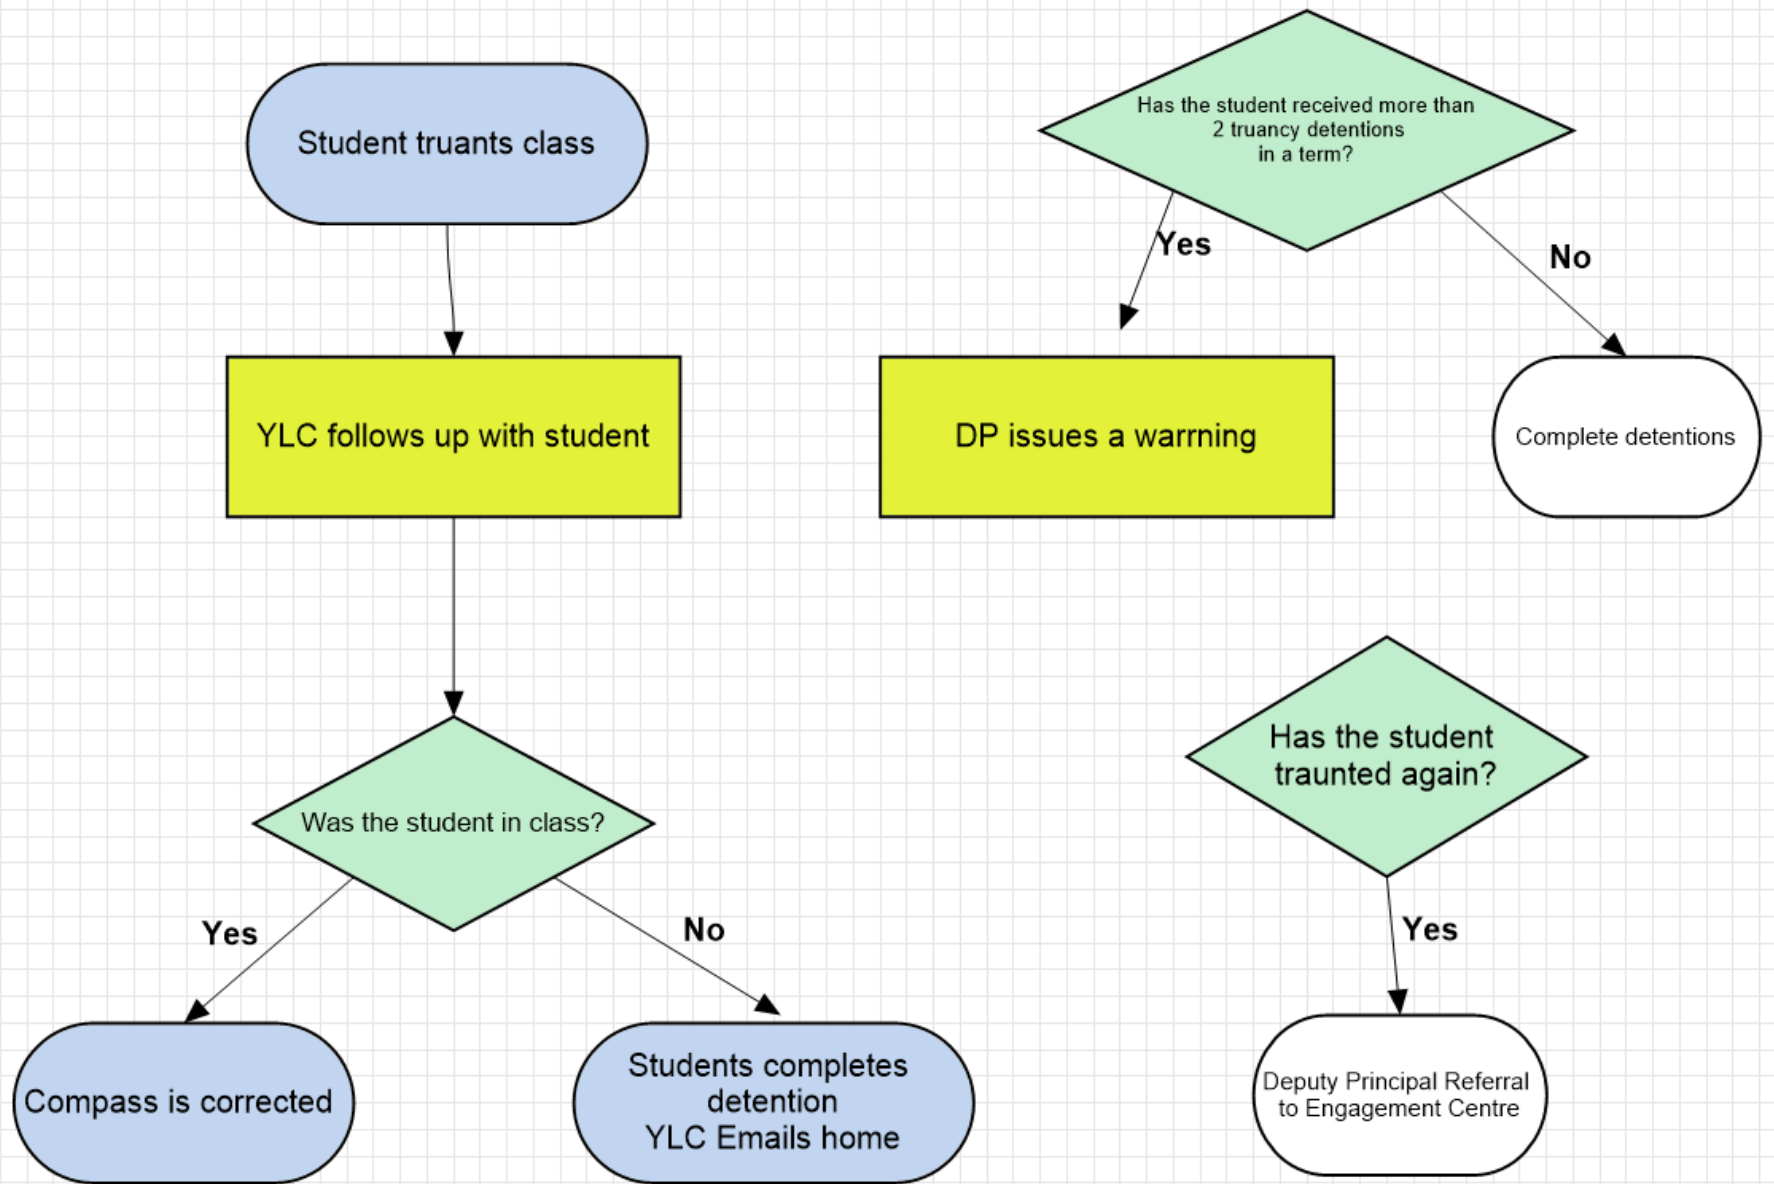 Student truants class
YLC follows up with student
Was the student in class?
Yes
No
Compass is corrected
Students completes
detention
YLC Emails home
Has the student received more than
2 truancy detentions
in a term?
Yes
No
DP issues a warrning
Complete detentions
Has the student
traunted again?
Yes
Deputy Principal Referral
to Engagement Centre